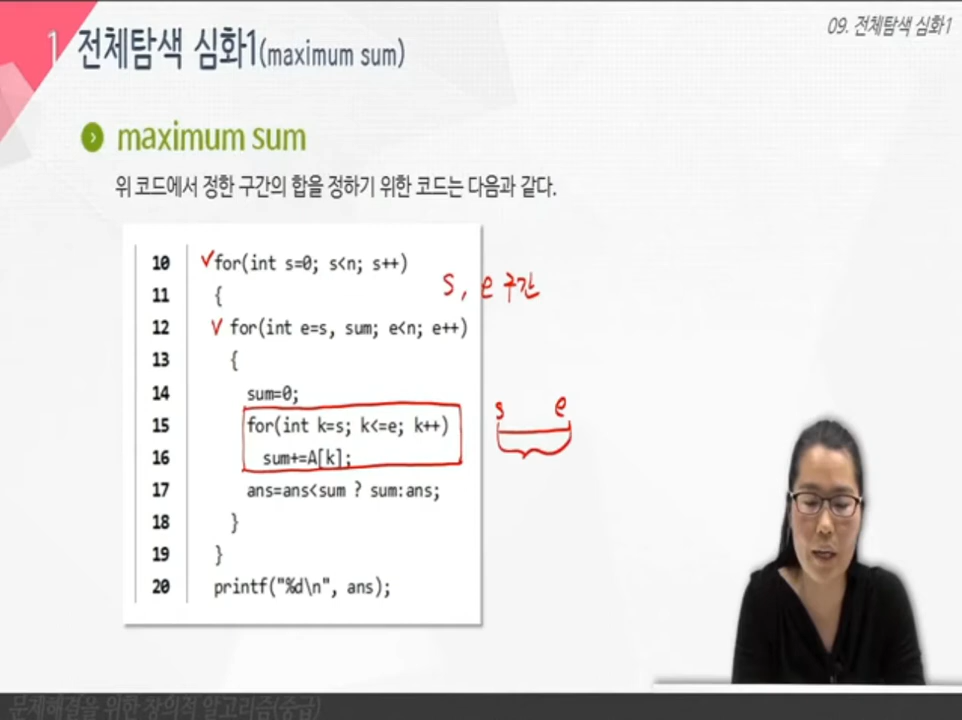 09. 전체탐색 심화1
1 전체탐색 심화1(maximum sum)
maximum sum
위 코드에서 정한 구간의 합을 정하기 위한 코드는 다음과 같다.
10 for(int s=0; s<n; s++)
11 {
s, e 구간
12 for(int e=s, sum; e<n; e++)
13 {
14 sum=0;
s e
15 for(int k=s; k<=e; k++)
16 sum+=A[k];
17 ans=ans<sum ? sum:ans;
18 }
19 }
20 printf("%d\n", ans);
문제해결을 위한 창의적 알고리즘(중급)